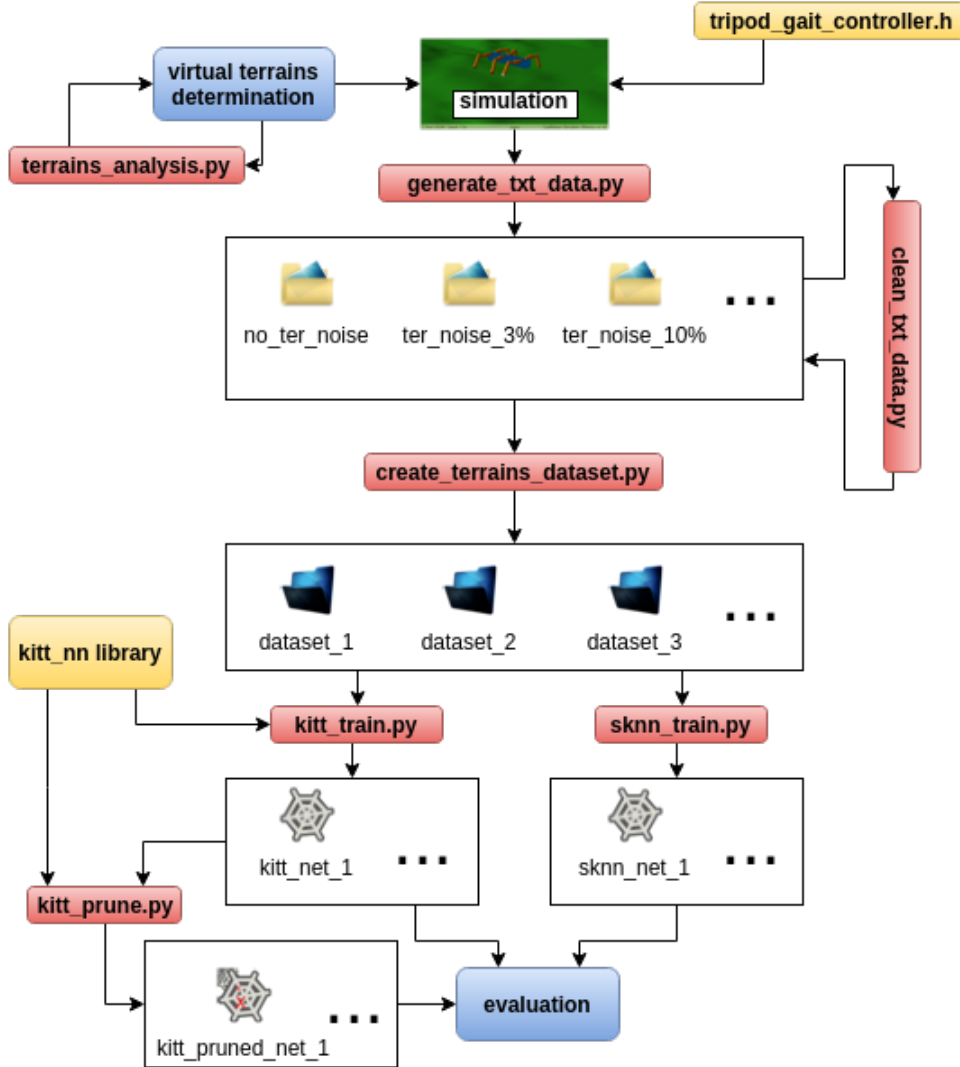 tripod_gait_controller.h
virtual terrains
determination
simulation
terrains_analysis.py
generate_txt_data.py
clean_txt_data.py
no_ter_noise
ter_noise_3%
ter_noise_10%
...
create_terrains_dataset.py
dataset_1
dataset_2
dataset_3
...
kitt_nn library
kitt_train.py
sknn_train.py
kitt_net_1
...
sknn_net_1
...
kitt_prune.py
kitt_pruned_net_1
...
evaluation